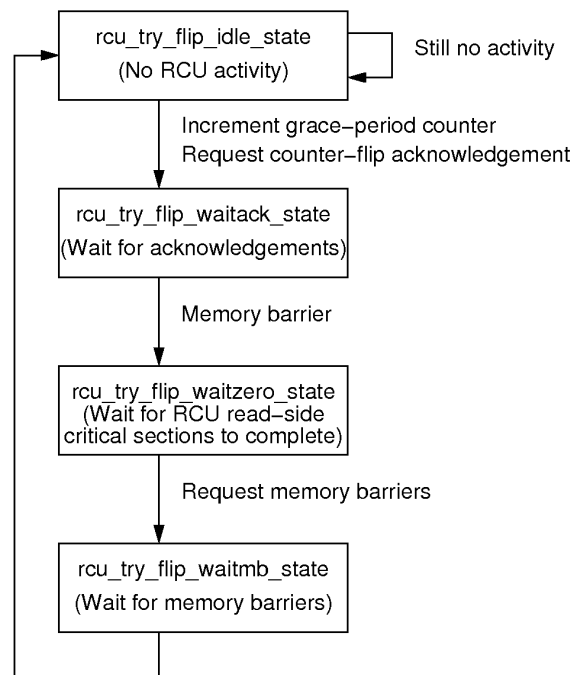 rcu_try_flip_idle_state
(No RCU activity)
Still no activity
Increment grace−period counter
Request counter−flip acknowledgement
rcu_try_flip_waitack_state
(Wait for acknowledgements)
Memory barrier
rcu_try_flip_waitzero_state
(Wait for RCU read−side
critical sections to complete)
Request memory barriers
rcu_try_flip_waitmb_state
(Wait for memory barriers)